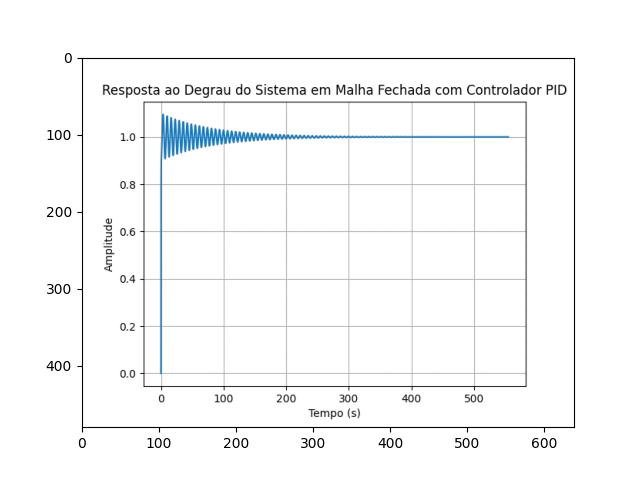 0
100
200
300
400
0 100 200 300 400 500 600
Resposta ao Degrau do Sistema em Malha Fechada com Controlador PID
1.0
0.8
0.6
0.4
0.2
0.0
Amplitude
0 100 200 300 400 500
Tempo (s)